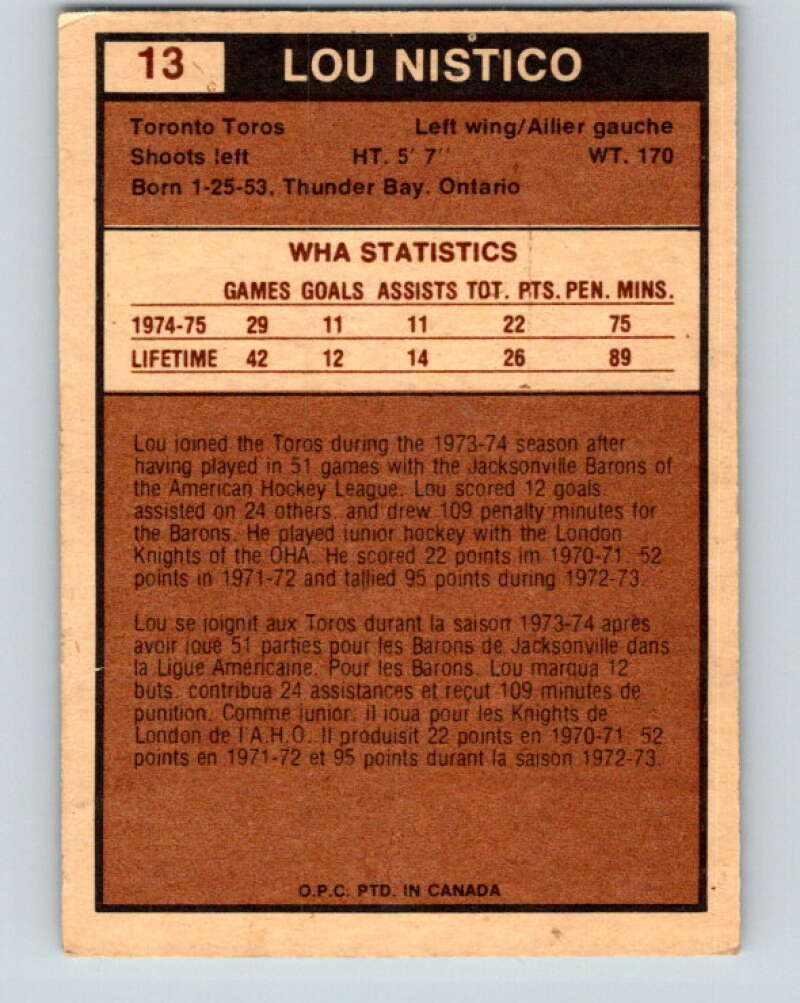 13 LOU NISTICO
Toronto Toros Left wing/Ailier gauche
Shoots left HT. 5' 7'' WT. 170
Born 1-25-53, Thunder Bay, Ontario
WHA STATISTICS
GAMES GOALS ASSISTS TOT. PTS. PEN. MINS.
1974-75 29 11 11 22 75
LIFETIME 42 12 14 26 89
Lou joined the Toros during the 1973-74 season after
having played in 51 games with the Jacksonville Barons of
the American Hockey League. Lou scored 12 goals,
assisted on 24 others, and drew 109 penalty minutes for
the Barons. He played junior hockey with the London
Knights of the OHA. He scored 22 points im 1970-71, 52
points in 1971-72 and tallied 95 points during 1972-73.
Lou se joignit aux Toros durant la saison 1973-74 après
avoir joué 51 parties pour les Barons de Jacksonville dans
la Ligue Américaine. Pour les Barons, Lou marqua 12
buts, contribua 24 assistances et reçut 109 minutes de
punition. Comme junior, il joua pour les Knights de
London de l'A.H.O. Il produisit 22 points en 1970-71, 52
points en 1971-72 et 95 points durant la saison 1972-73.
O.P.C. PTD. IN CANADA